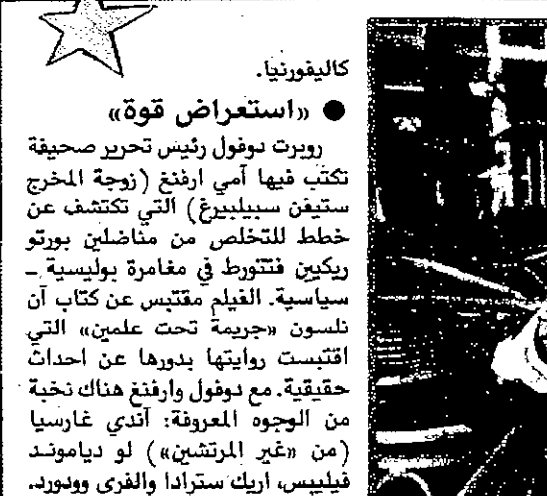 كاليفورنيا.
● «استعراض قوة»
روبرت دوفول رئيس تحرير صحيفة
تكتب فيها آمي ارفنغ (زوجة المخرج
ستيفن سبيلبيرغ) التي تكتشف عن
خطط للتخلص من مناضلين بورتو
ريكيين فتتورط في مغامرة بوليسية -
سياسية. الفيلم مقتبس عن كتاب آن
نلسون «جريمة تحت علمين» التي
اقتبست روايتها بدورها عن احداث
حقيقية. مع دوفول وارفنغ هناك نخبة
من الوجوه المعروفة: آندي غارسيا
(من «غير المرتشين») لو دياموند
فيليبس، اريك سترادا والفري وودورد.